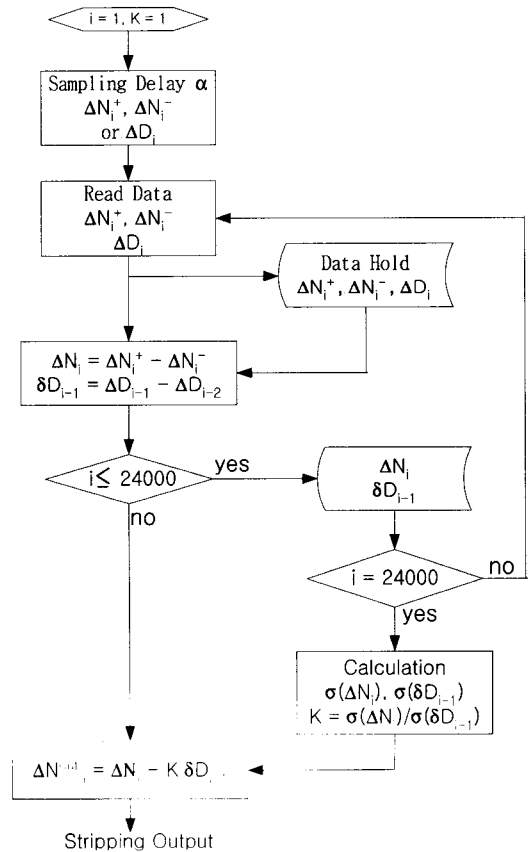 i = 1, K = 1
Sampling Delay α
ΔNᵢ⁺, ΔNᵢ⁻
or ΔDᵢ
Read Data
ΔNᵢ⁺, ΔNᵢ⁻
ΔDᵢ
Data Hold
ΔNᵢ⁺, ΔNᵢ⁻, ΔDᵢ
ΔNᵢ = ΔNᵢ⁺ − ΔNᵢ⁻
δDᵢ₋₁ = ΔDᵢ₋₁ − ΔDᵢ₋₂
i ≤ 24000
yes
no
ΔNᵢ
δDᵢ₋₁
i = 24000
no
yes
Calculation
σ(ΔNᵢ), σ(δDᵢ₋₁)
K = σ(ΔNᵢ)/σ(δDᵢ₋₁)
= ΔN − K δD
Stripping Output